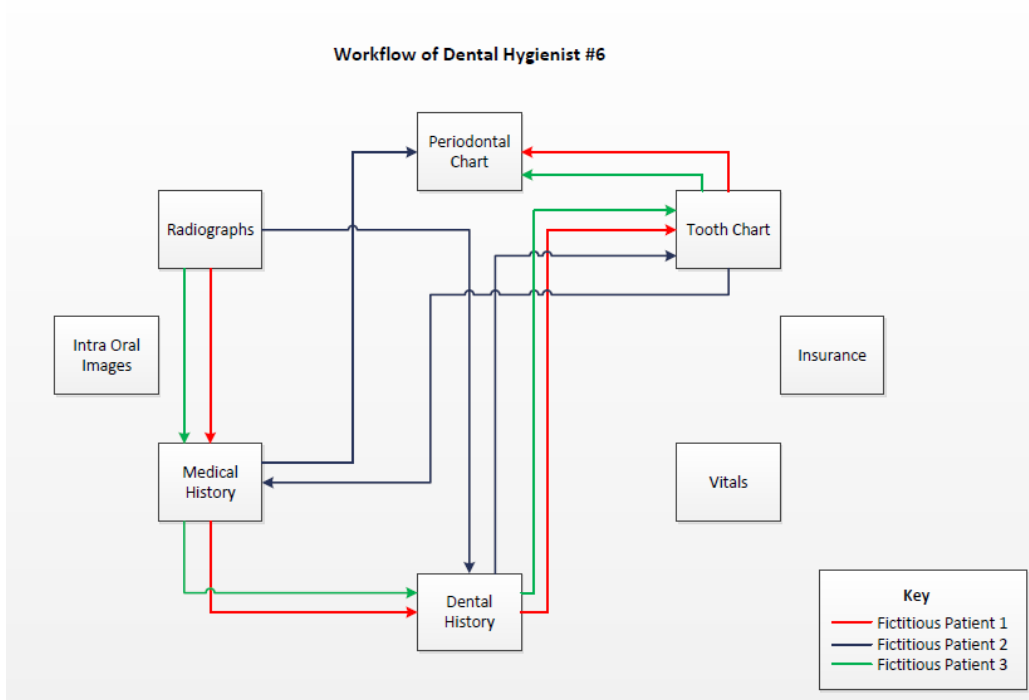 Workflow of Dental Hygienist #6
Periodontal
Chart
Radiographs
Tooth Chart
Intra Oral
Images
Insurance
Medical
History
Vitals
Dental
History
Key
Fictitious Patient 1
Fictitious Patient 2
Fictitious Patient 3